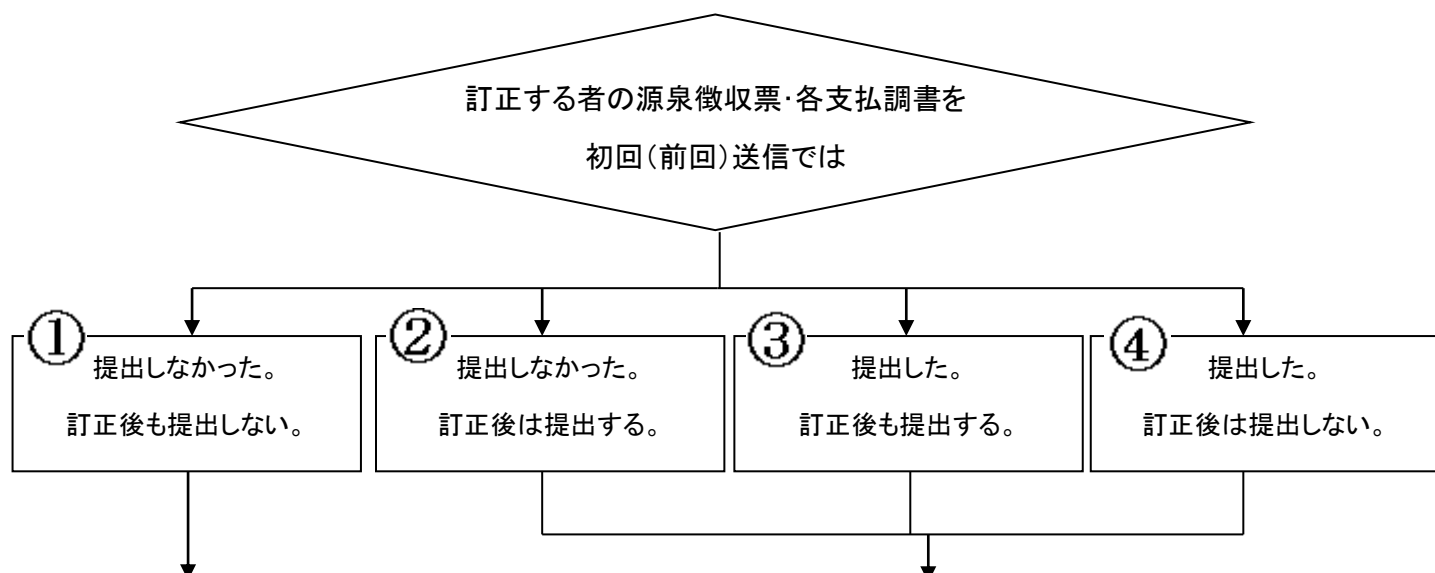 訂正する者の源泉徴収票・各支払調書を
初回(前回)送信では
①
提出しなかった。
訂正後も提出しない。
②
提出しなかった。
訂正後は提出する。
③
提出した。
訂正後も提出する。
④
提出した。
訂正後は提出しない。